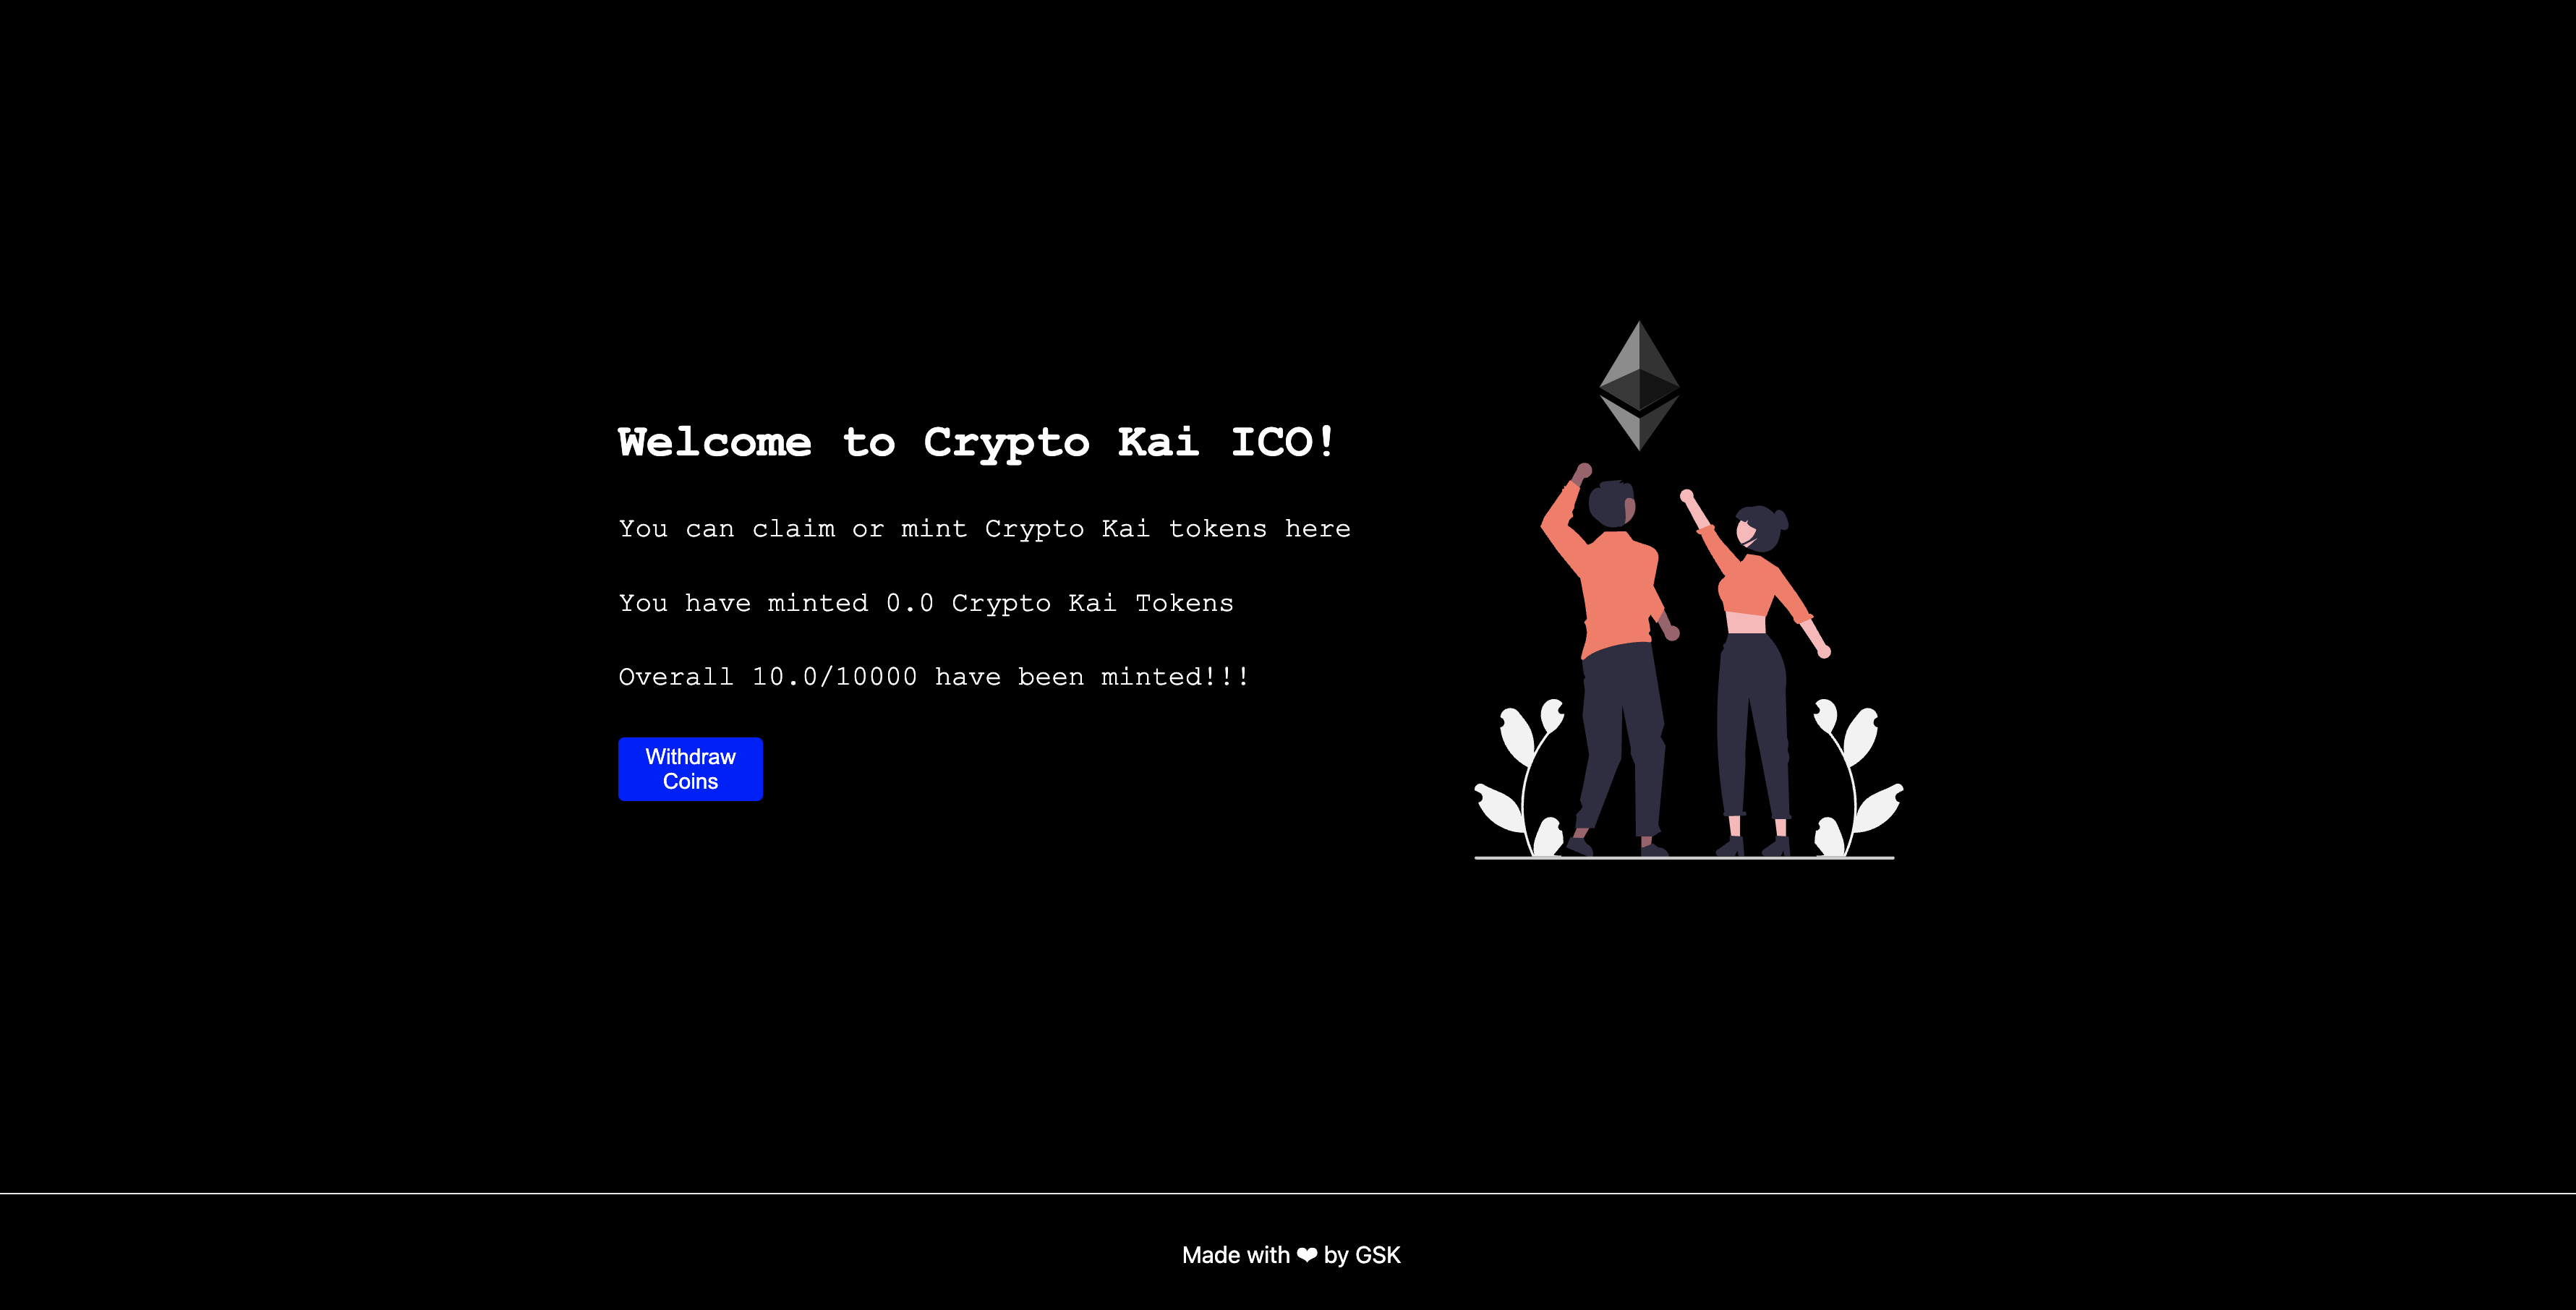 Welcome to Crypto Kai ICO!
You can claim or mint Crypto Kai tokens here
You have minted 0.0 Crypto Kai Tokens
Overall 10.0/10000 have been minted!!!
Withdraw
Coins
Made with ❤ by GSK